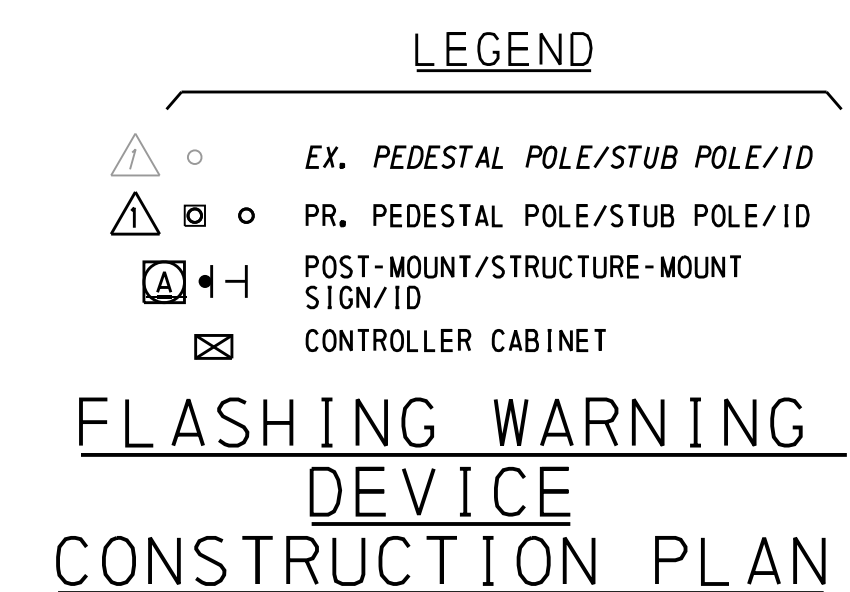 LEGEND
1 EX. PEDESTAL POLE/STUB POLE/ID
1 PR. PEDESTAL POLE/STUB POLE/ID
A POST-MOUNT/STRUCTURE-MOUNT
SIGN/ID
CONTROLLER CABINET
FLASHING WARNING
DEVICE
CONSTRUCTION PLAN